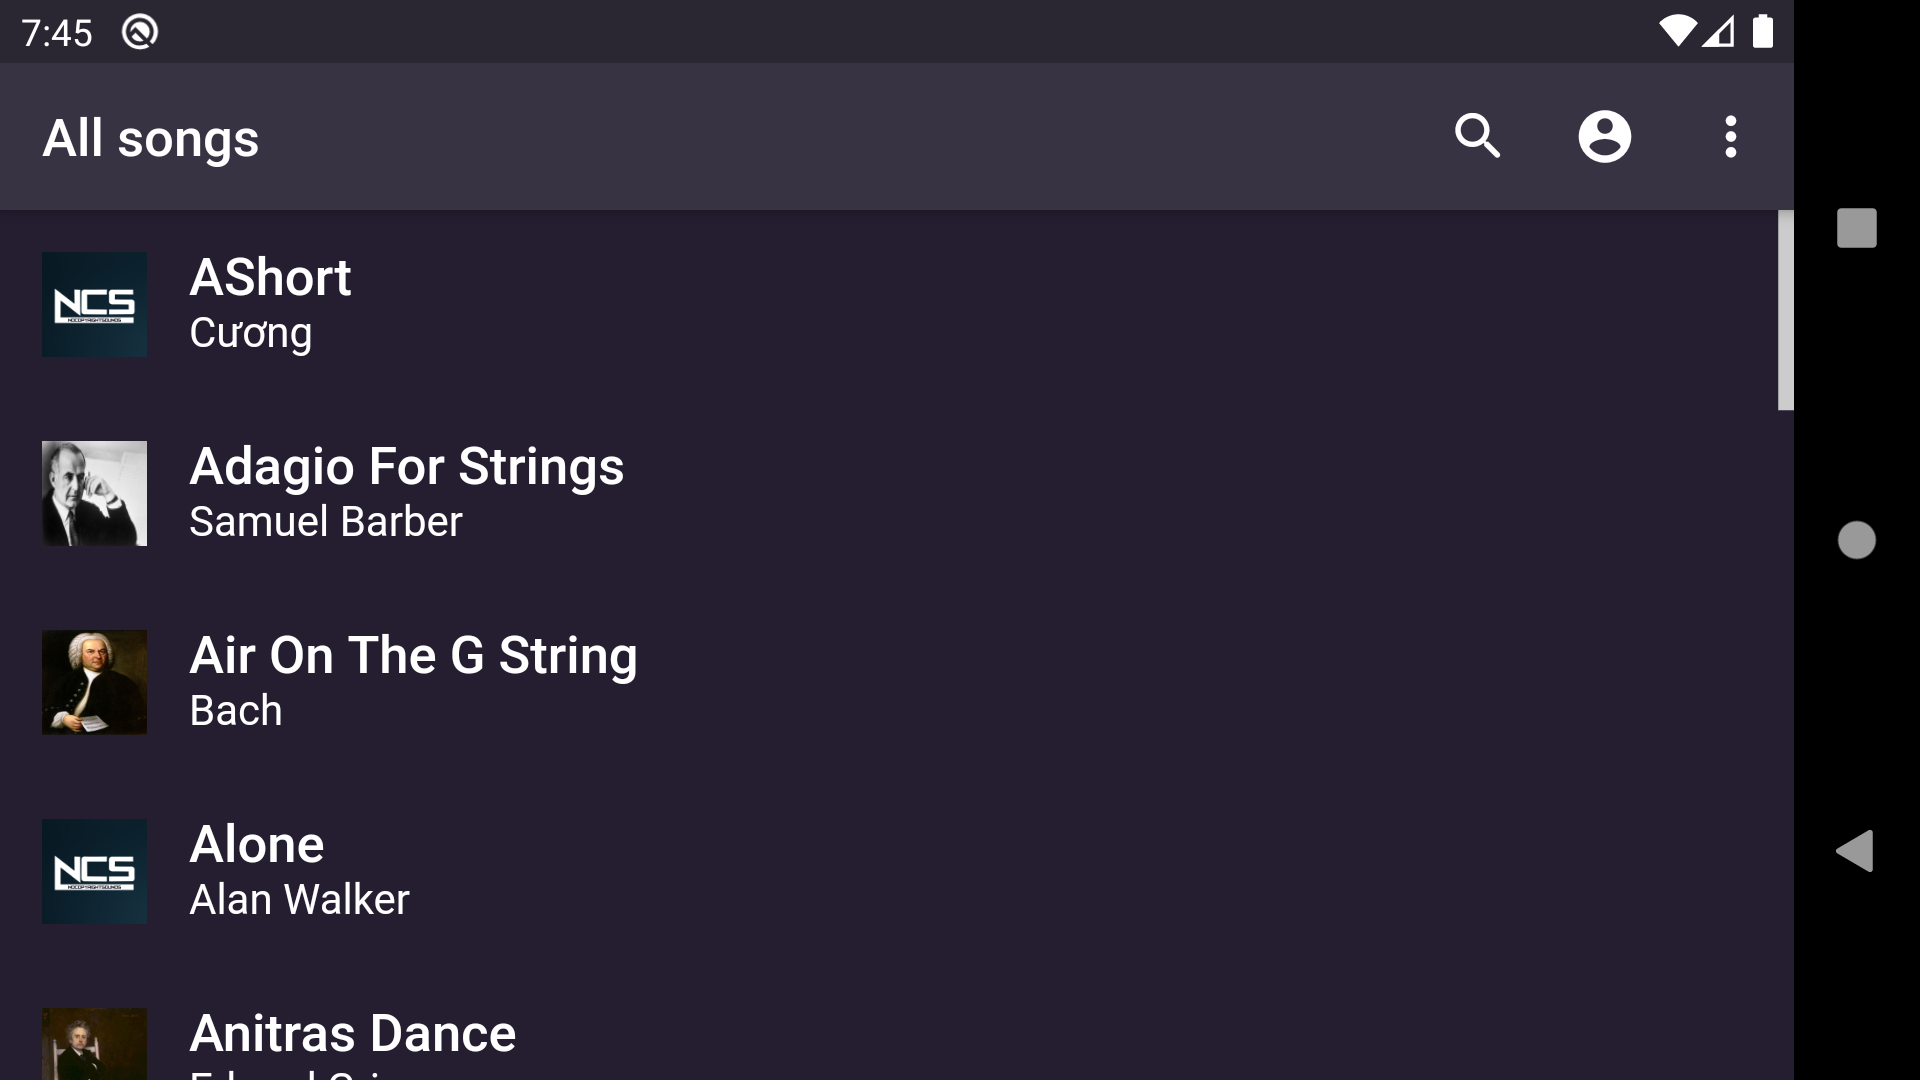 7:45
All songs
NCS
AShort
Cương
Adagio For Strings
Samuel Barber
Air On The G String
Bach
NCS
Alone
Alan Walker
Anitras Dance